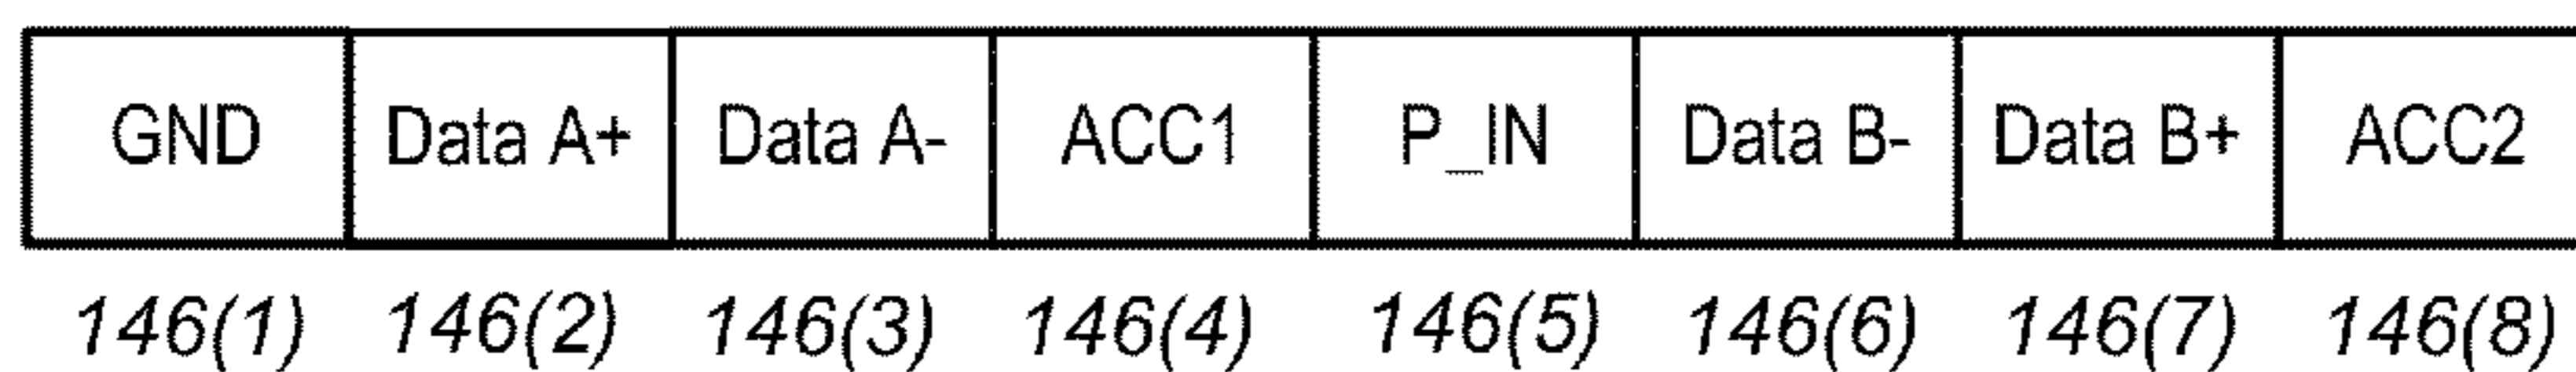 GND Data A+ Data A- ACC1 P_IN Data B- Data B+ ACC2
146(1) 146(2) 146(3) 146(4) 146(5) 146(6) 146(7) 146(8)